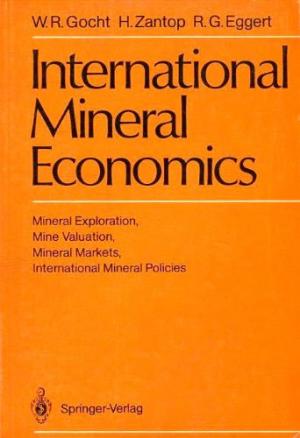 W. R. Gocht H. Zantop R. G. Eggert
International
Mineral
Economics
Mineral Exploration,
Mine Valuation,
Mineral Markets,
International Mineral Policies
Springer-Verlag